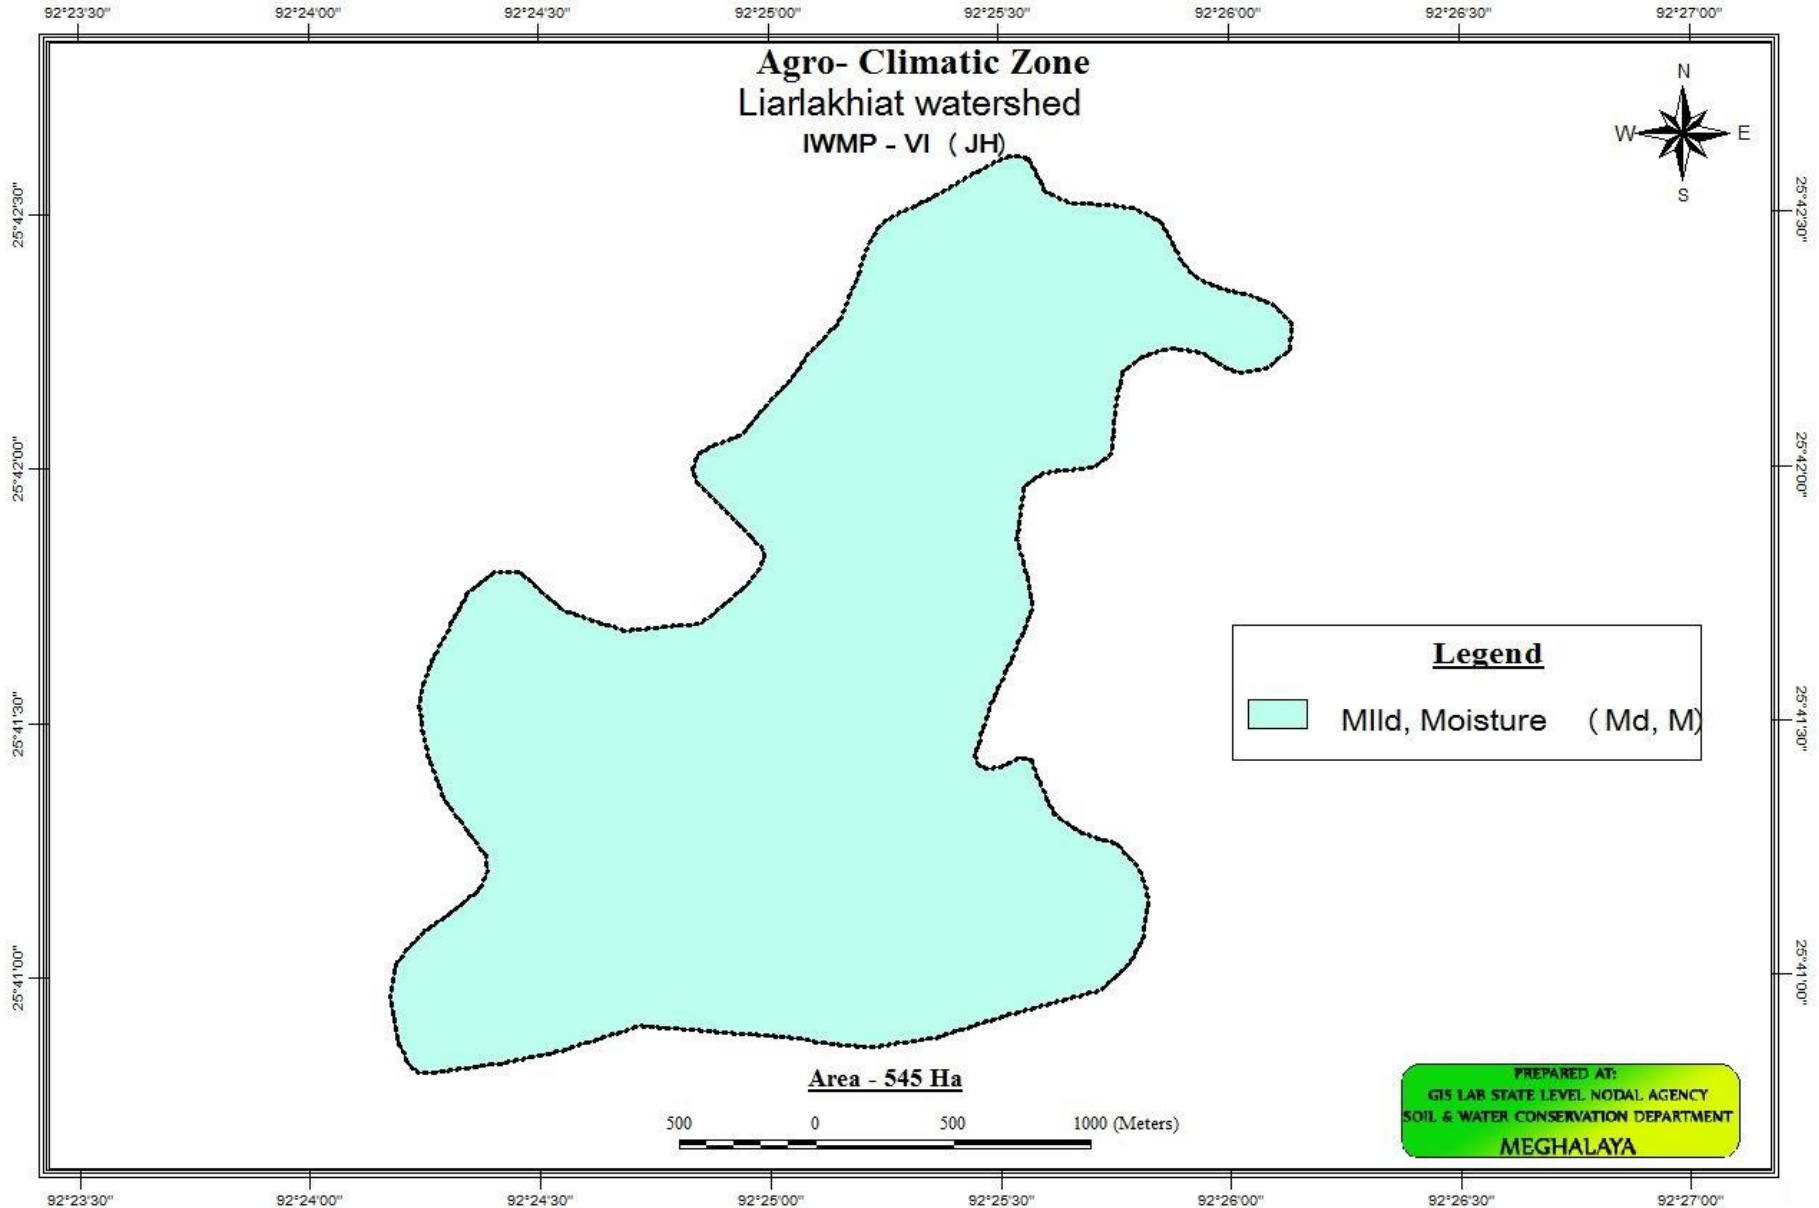 92°23'30" 92°24'00" 92°24'30" 92°25'00" 92°25'30" 92°26'00" 92°26'30" 92°27'00"
Agro- Climatic Zone
Liarlakhiat watershed
IWMP - VI ( JH)
N
W E
S
25°42'30" 25°42'30"
25°42'00" 25°42'00"
Legend
MIld, Moisture ( Md, M)
25°41'30" 25°41'30"
25°41'00" 25°41'00"
Area - 545 Ha
500 0 500 1000 (Meters)
PREPARED AT:
GIS LAB STATE LEVEL NODAL AGENCY
SOIL & WATER CONSERVATION DEPARTMENT
MEGHALAYA
92°23'30" 92°24'00" 92°24'30" 92°25'00" 92°25'30" 92°26'00" 92°26'30" 92°27'00"